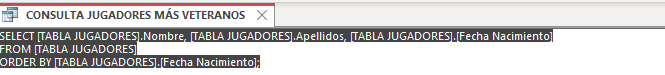 CONSULTA JUGADORES MÁS VETERANOS
SELECT [TABLA JUGADORES].Nombre, [TABLA JUGADORES].Apellidos, [TABLA JUGADORES].[Fecha Nacimiento]
FROM [TABLA JUGADORES]
ORDER BY [TABLA JUGADORES].[Fecha Nacimiento];